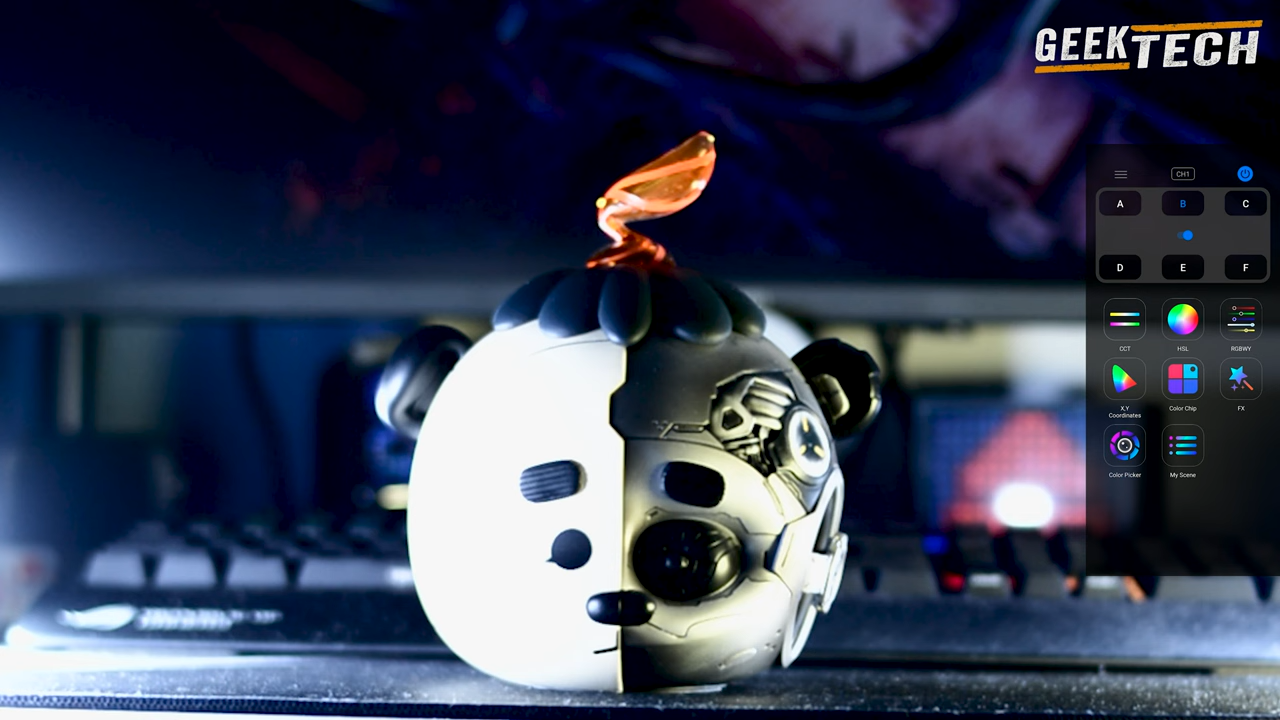 GEEKTECH
CH1
A B C
D E F
CCT HSL RGBWY
X,Y
Coordinates
Color Chip
FX
Color Picker
My Scene